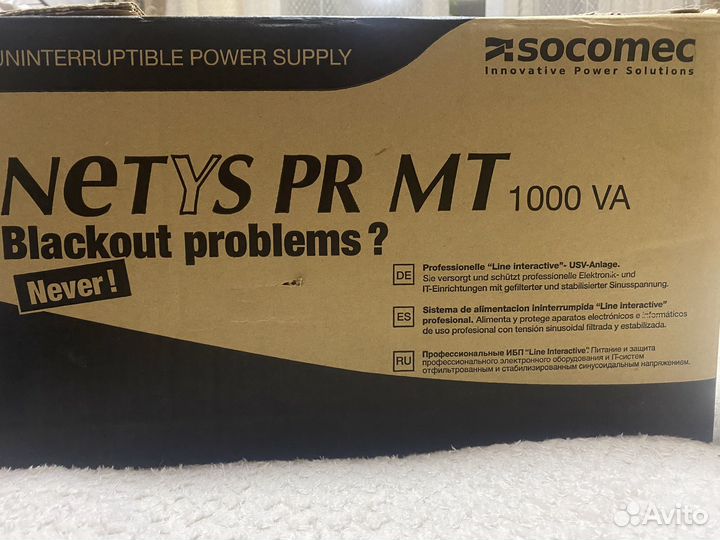 UNINTERRUPTIBLE POWER SUPPLY
socomec
Innovative Power Solutions
NeTYS PR MT 1000 VA
Blackout problems?
Never!
DE
Professionelle “Line interactive”- USV-Anlage.
Sie versorgt und schützt professionelle Elektronik- und
IT-Einrichtungen mit gefilterter und stabilisierter Sinusspannung.
ES
Sistema de alimentacion ininterrumpida “Line interactive”
profesional. Alimenta y protege aparatos electrónicos e informáticos
de uso profesional con tensión sinusoidal filtrada y estabilizada.
RU
Профессиональные ИБП “Line Interactive”. Питание и защита
профессионального электронного оборудования и IT-систем
отфильтрованным и стабилизированным синусоидальным напряжением.
Avito